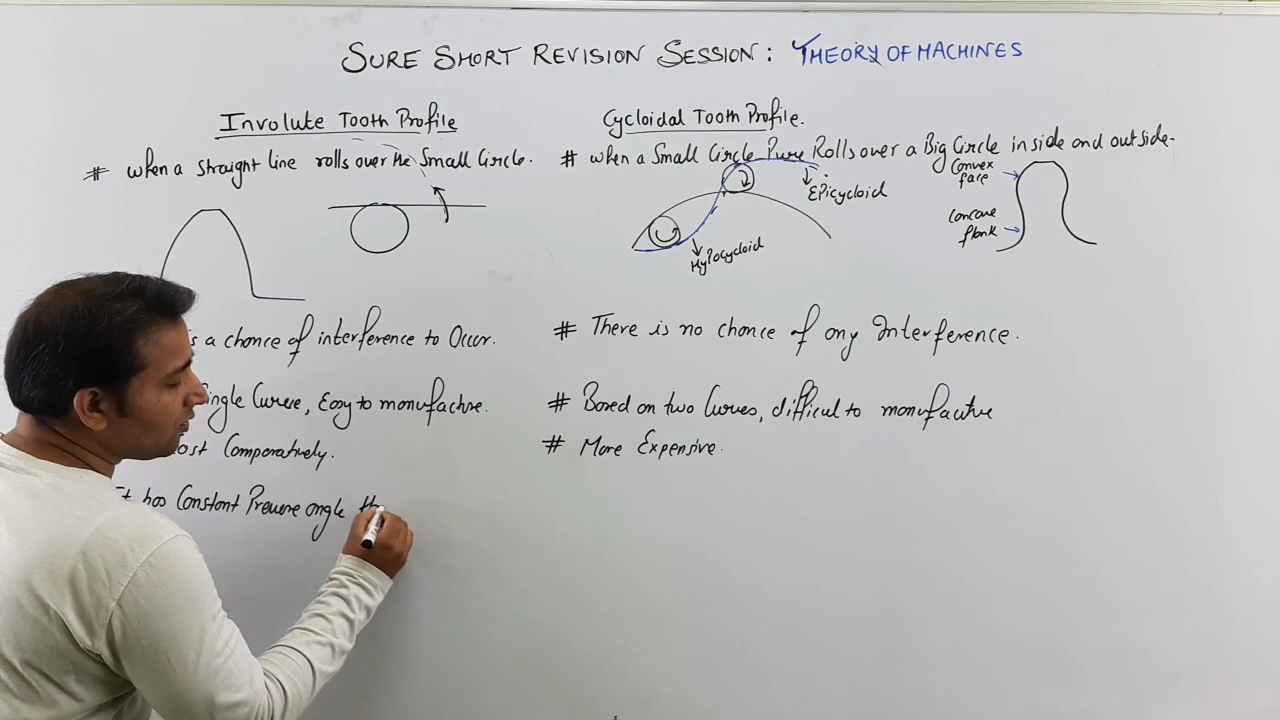 SURE SHORT REVISION SESSION: THEORY OF MACHINES
Involute Tooth Profile
# when a straight line rolls over the Small Circle.
a chance of interference to Occur.
Single Curve, Easy to manufacture.
Cost Comparatively.
It has Constant Pressure angle
Cycloidal Tooth Profile.
# when a Small Circle Pure Rolls over a Big Circle inside and outside.
Epicycloid
Hypocycloid
Convex
face
Concave
flank
# There is no chance of any Interference.
# Based on two Curves, difficult to manufacture
# More Expensive.